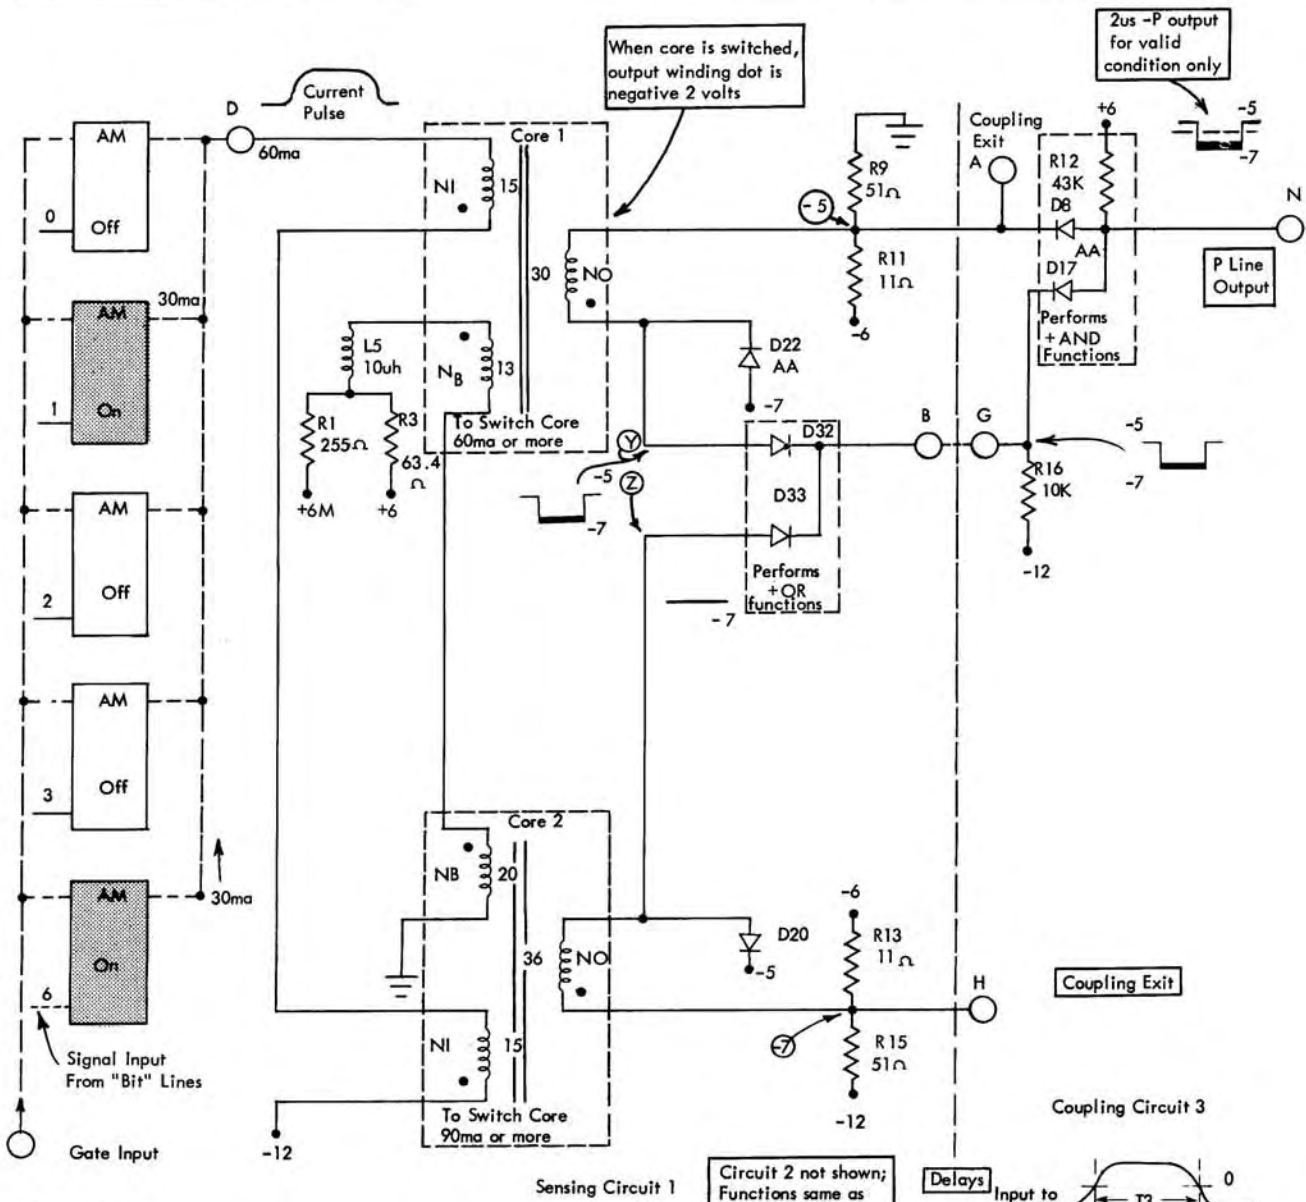 2us -P output
for valid
condition only
When core is switched,
output winding dot is
negative 2 volts
Current
Pulse
D
60ma
AM
0
Off
Core 1
NI
15
R9
51Ω
Coupling
Exit
A
+6
-5
-7
R12
43K
D8
AA
N
- 5
30ma
AM
1
On
30
NO
R11
11Ω
-6
D17
P Line
Output
Performs
+ AND
Functions
L5
10uh
NB
13
D22
AA
-7
R1
255Ω
R3
63.4
Ω
+6M
+6
To Switch Core
60ma or more
Y
-5
-7
Z
D32
B
G
-5
-7
R16
10K
-12
D33
Performs
+OR
functions
- 7
AM
2
Off
AM
3
Off
Core 2
NB
20
30ma
AM
6
On
36
NO
D20
-5
-6
R13
11Ω
H
Coupling Exit
-7
R15
51Ω
-12
NI
15
Signal Input
From "Bit" Lines
To Switch Core
90ma or more
-12
Gate Input
Coupling Circuit 3
Sensing Circuit 1
Circuit 2 not shown;
Functions same as
Delays
Input to
0